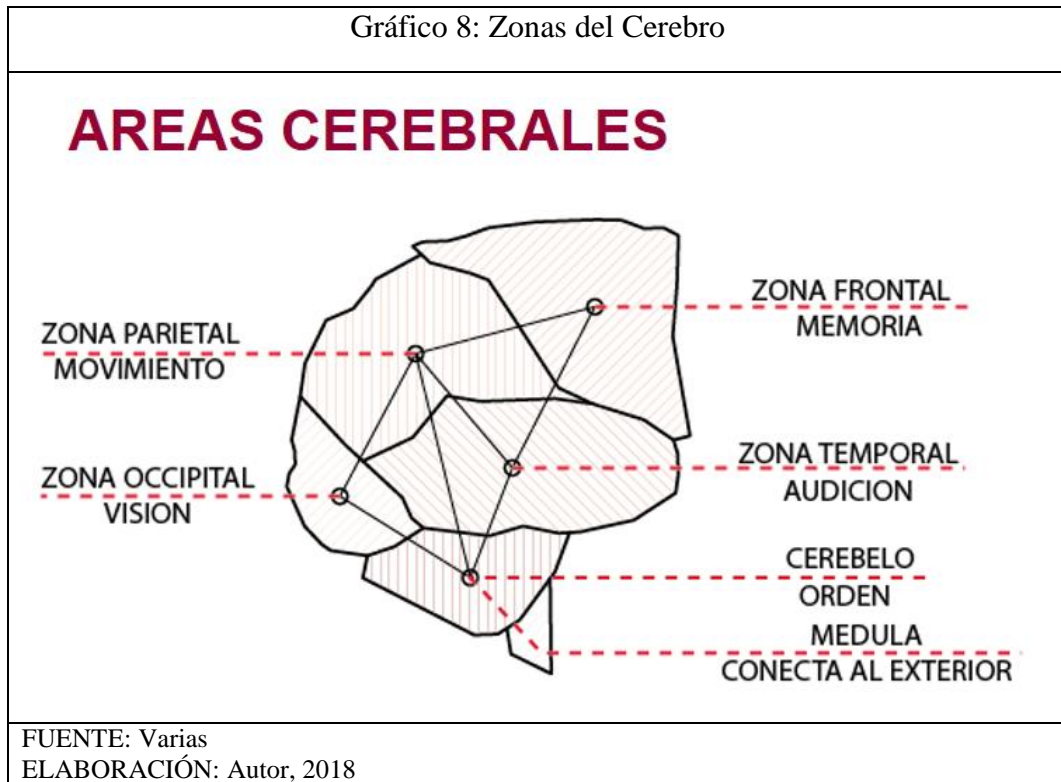 Gráfico 8: Zonas del Cerebro
AREAS CEREBRALES
ZONA PARIETAL
MOVIMIENTO
ZONA OCCIPITAL
VISION
ZONA FRONTAL
MEMORIA
ZONA TEMPORAL
AUDICION
CEREBELO
ORDEN
MEDULA
CONECTA AL EXTERIOR
FUENTE: Varias
ELABORACIÓN: Autor, 2018